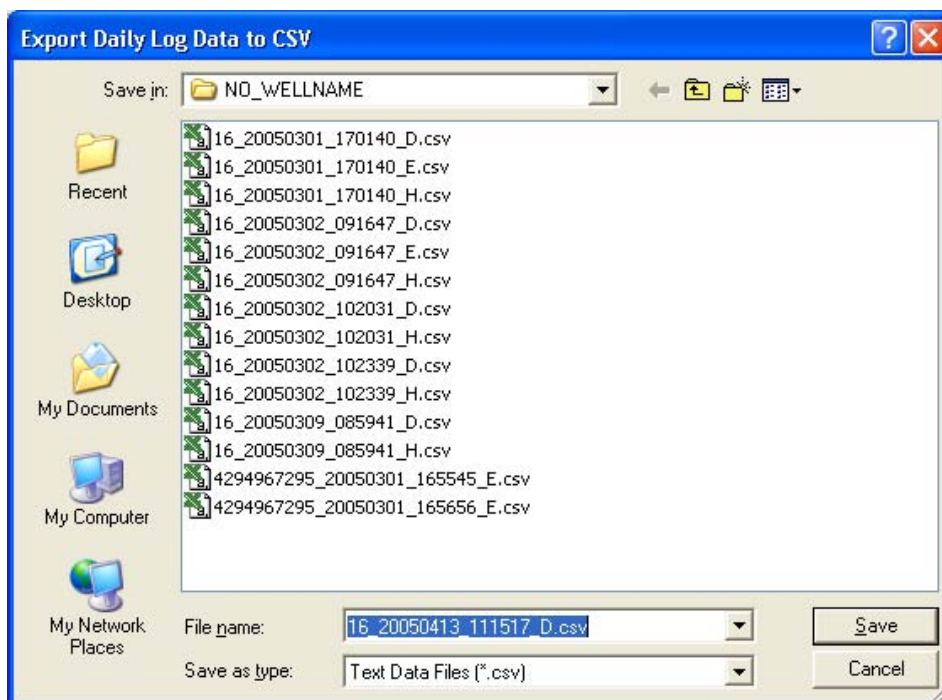 Export Daily Log Data to CSV
Save in: NO_WELLNAME
16_20050301_170140_D.csv
16_20050301_170140_E.csv
16_20050301_170140_H.csv
16_20050302_091647_D.csv
16_20050302_091647_E.csv
16_20050302_091647_H.csv
16_20050302_102031_D.csv
16_20050302_102031_H.csv
16_20050302_102339_D.csv
16_20050302_102339_H.csv
16_20050309_085941_D.csv
16_20050309_085941_H.csv
4294967295_20050301_165545_E.csv
4294967295_20050301_165656_E.csv
Recent
Desktop
My Documents
My Computer
My Network
Places
File name: 16_20050413_111517_D.csv Save
Save as type: Text Data Files (*.csv) Cancel